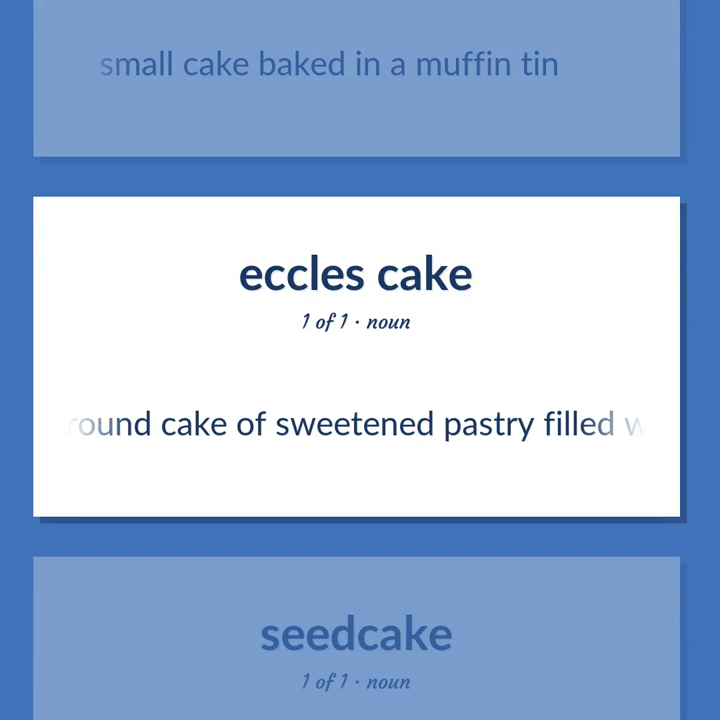 small cake baked in a muffin tin
eccles cake
1 of 1 · noun
round cake of sweetened pastry filled
seedcake
1 of 1 · noun